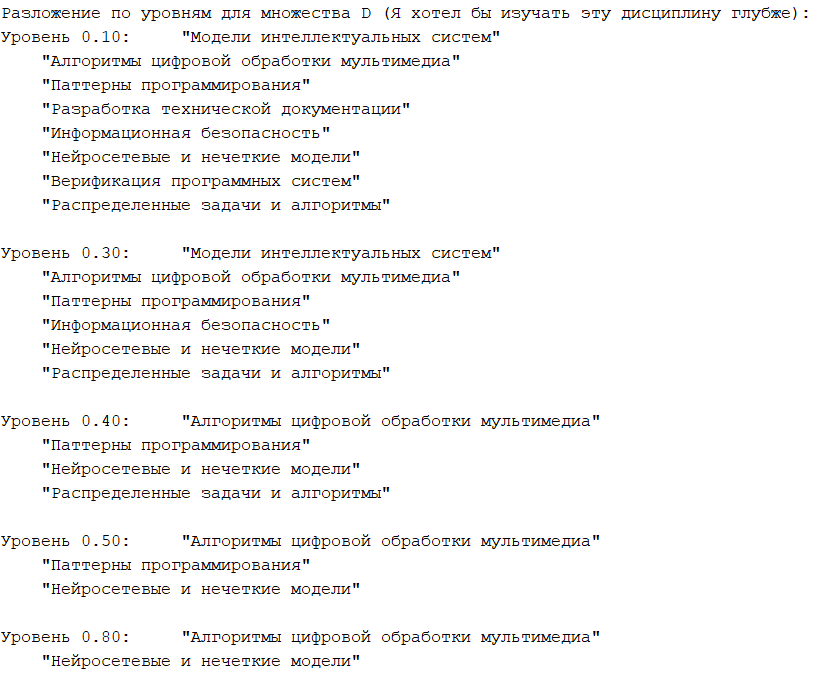 Разложение по уровням для множества D (Я хотел бы изучать эту дисциплину глубже):
Уровень 0.10:     "Модели интеллектуальных систем"
    "Алгоритмы цифровой обработки мультимедиа"
    "Паттерны программирования"
    "Разработка технической документации"
    "Информационная безопасность"
    "Нейросетевые и нечеткие модели"
    "Верификация программных систем"
    "Распределенные задачи и алгоритмы"

Уровень 0.30:     "Модели интеллектуальных систем"
    "Алгоритмы цифровой обработки мультимедиа"
    "Паттерны программирования"
    "Информационная безопасность"
    "Нейросетевые и нечеткие модели"
    "Распределенные задачи и алгоритмы"

Уровень 0.40:     "Алгоритмы цифровой обработки мультимедиа"
    "Паттерны программирования"
    "Нейросетевые и нечеткие модели"
    "Распределенные задачи и алгоритмы"

Уровень 0.50:     "Алгоритмы цифровой обработки мультимедиа"
    "Паттерны программирования"
    "Нейросетевые и нечеткие модели"

Уровень 0.80:     "Алгоритмы цифровой обработки мультимедиа"
    "Нейросетевые и нечеткие модели"